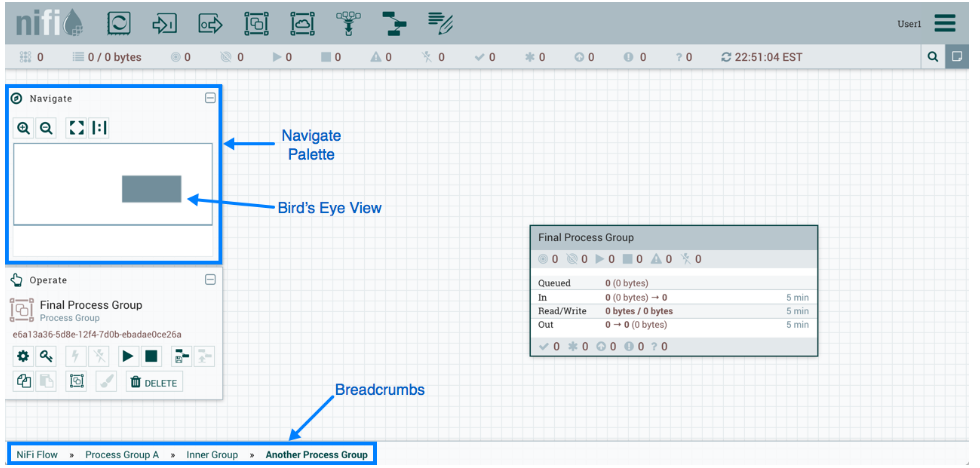 nifi
User1
0 0 / 0 bytes 0 0 0 0 0 0 0 0 0 0 0 22:51:04 EST
Navigate
Navigate
Palette
Bird's Eye View
Final Process Group
0 0 0 0 0 0
Queued 0 (0 bytes)
In 0 (0 bytes) → 0 5 min
Read/Write 0 bytes / 0 bytes 5 min
Out 0 → 0 (0 bytes) 5 min
0 0 0 0 ? 0
Operate
Final Process Group
Process Group
e6a13a36-5d8e-12f4-7d0b-ebadae0ce26a
DELETE
Breadcrumbs
NiFi Flow » Process Group A » Inner Group » Another Process Group